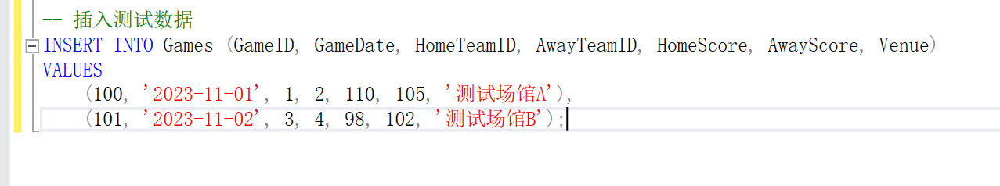 -- 插入测试数据
INSERT INTO Games (GameID, GameDate, HomeTeamID, AwayTeamID, HomeScore, AwayScore, Venue)
VALUES
(100, '2023-11-01', 1, 2, 110, 105, '测试场馆A'),
(101, '2023-11-02', 3, 4, 98, 102, '测试场馆B');